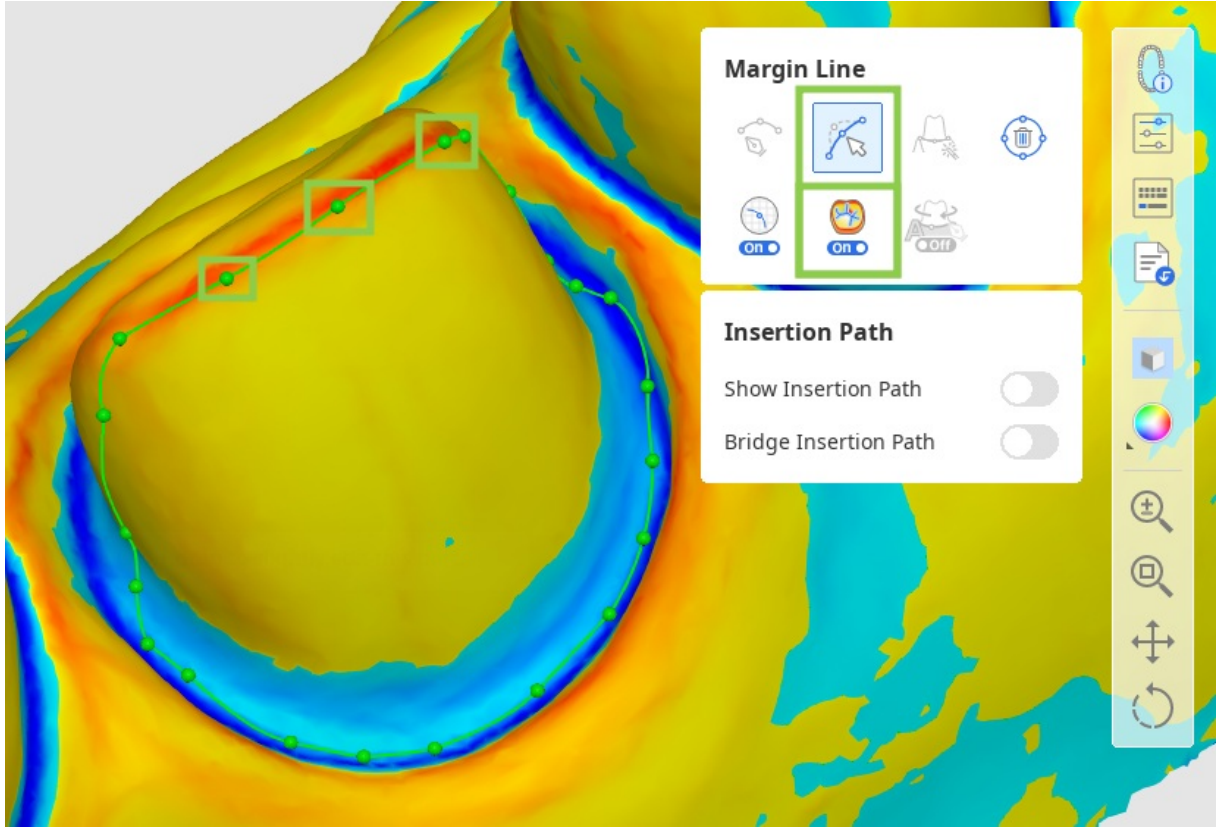 Margin Line
On
On
Off
Insertion Path
Show Insertion Path
Bridge Insertion Path